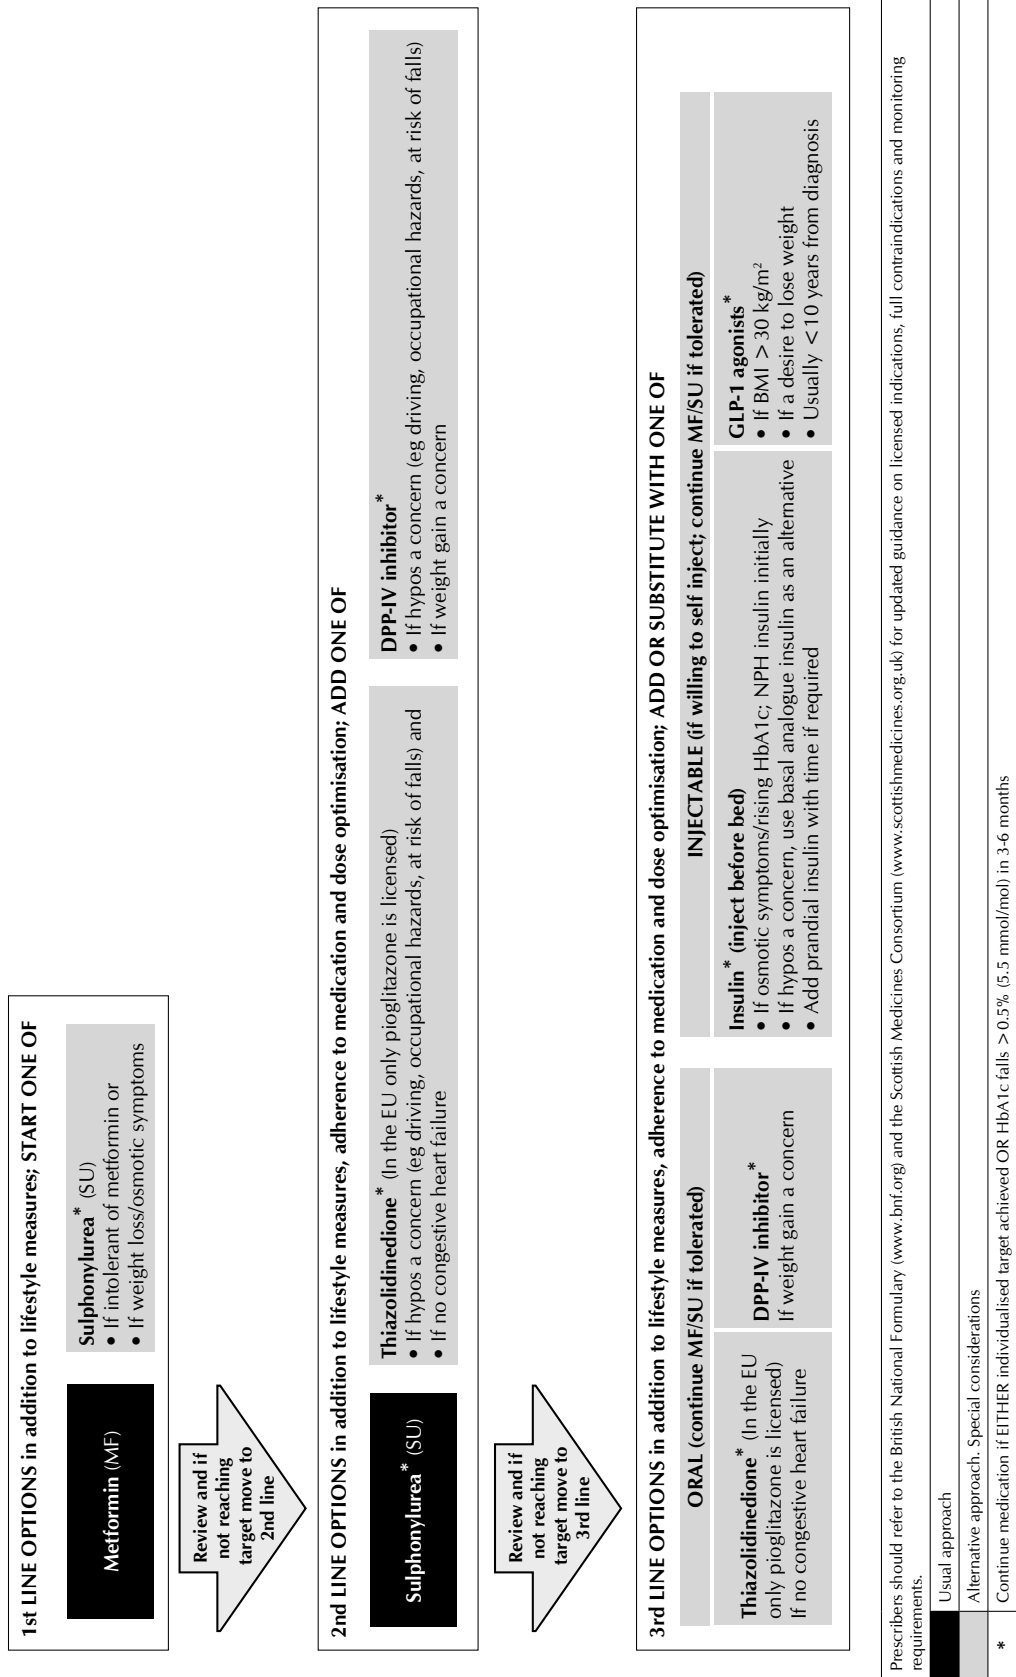 1st LINE OPTIONS in addition to lifestyle measures; START ONE OF
Metformin (MF)
Sulphonylurea* (SU)
• If intolerant of metformin or
• If weight loss/osmotic symptoms
Review and if
not reaching
target move to
2nd line
2nd LINE OPTIONS in addition to lifestyle measures, adherence to medication and dose optimisation; ADD ONE OF
Sulphonylurea* (SU)
Thiazolidinedione* (In the EU only pioglitazone is licensed)
• If hypos a concern (eg driving, occupational hazards, at risk of falls) and
• If no congestive heart failure
DPP-IV inhibitor*
• If hypos a concern (eg driving, occupational hazards, at risk of falls)
• If weight gain a concern
Review and if
not reaching
target move to
3rd line
3rd LINE OPTIONS in addition to lifestyle measures, adherence to medication and dose optimisation; ADD OR SUBSTITUTE WITH ONE OF
ORAL (continue MF/SU if tolerated)
Thiazolidinedione* (In the EU
only pioglitazone is licensed)
If no congestive heart failure
DPP-IV inhibitor*
If weight gain a concern
INJECTABLE (if willing to self inject; continue MF/SU if tolerated)
Insulin* (inject before bed)
• If osmotic symptoms/rising HbA1c; NPH insulin initially
• If hypos a concern, use basal analogue insulin as an alternative
• Add prandial insulin with time if required
GLP-1 agonists*
• If BMI > 30 kg/m²
• If a desire to lose weight
• Usually <10 years from diagnosis
Prescribers should refer to the British National Formulary (www.bnf.org) and the Scottish Medicines Consortium (www.scottishmedicines.org.uk) for updated guidance on licensed indications, full contraindications and monitoring
requirements.
Usual approach
Alternative approach. Special considerations
* Continue medication if EITHER individualised target achieved OR HbA1c falls >0.5% (5.5 mmol/mol) in 3-6 months